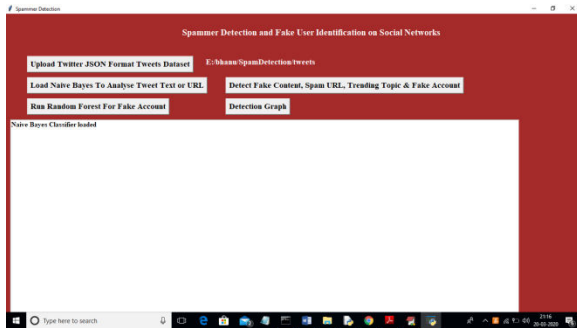 Spammer Detection
Spammer Detection and Fake User Identification on Social Networks
Upload Twitter JSON Format Tweets Dataset
E:/bhanu/SpamDetection/tweets
Load Naive Bayes To Analyse Tweet Text or URL
Detect Fake Content, Spam URL, Trending Topic & Fake Account
Run Random Forest For Fake Account
Detection Graph
Naive Bayes Classifier loaded
Type here to search
21:16
20-03-2020